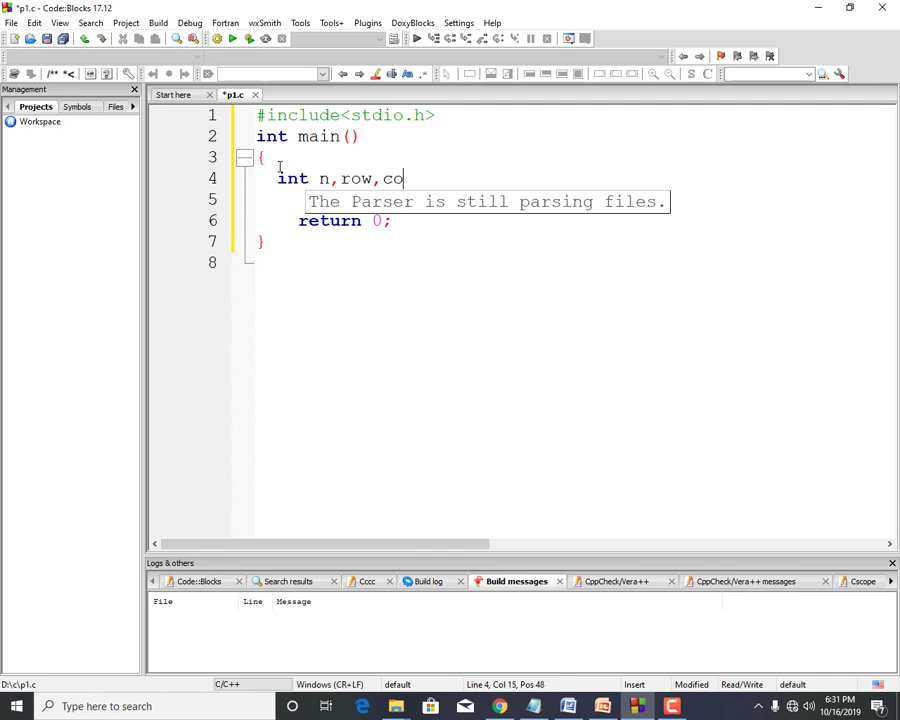 *p1.c - Code::Blocks 17.12
File Edit View Search Project Build Debug Fortran wxSmith Tools Tools+ Plugins DoxyBlocks Settings Help
/** *<
S C
Management
Projects Symbols Files
Workspace
Start here *p1.c
1 #include<stdio.h>
2 int main()
3 {
4 int n,row,co
5 The Parser is still parsing files.
6 return 0;
7 }
8
Logs & others
Code::Blocks Search results Cccc Build log Build messages CppCheck/Vera++ CppCheck/Vera++ messages Cscope
File Line Message
D:\c\p1.c C/C++ Windows (CR+LF) default Line 4, Col 15, Pos 48 Insert Modified Read/Write default
Type here to search
6:31 PM
10/16/2019